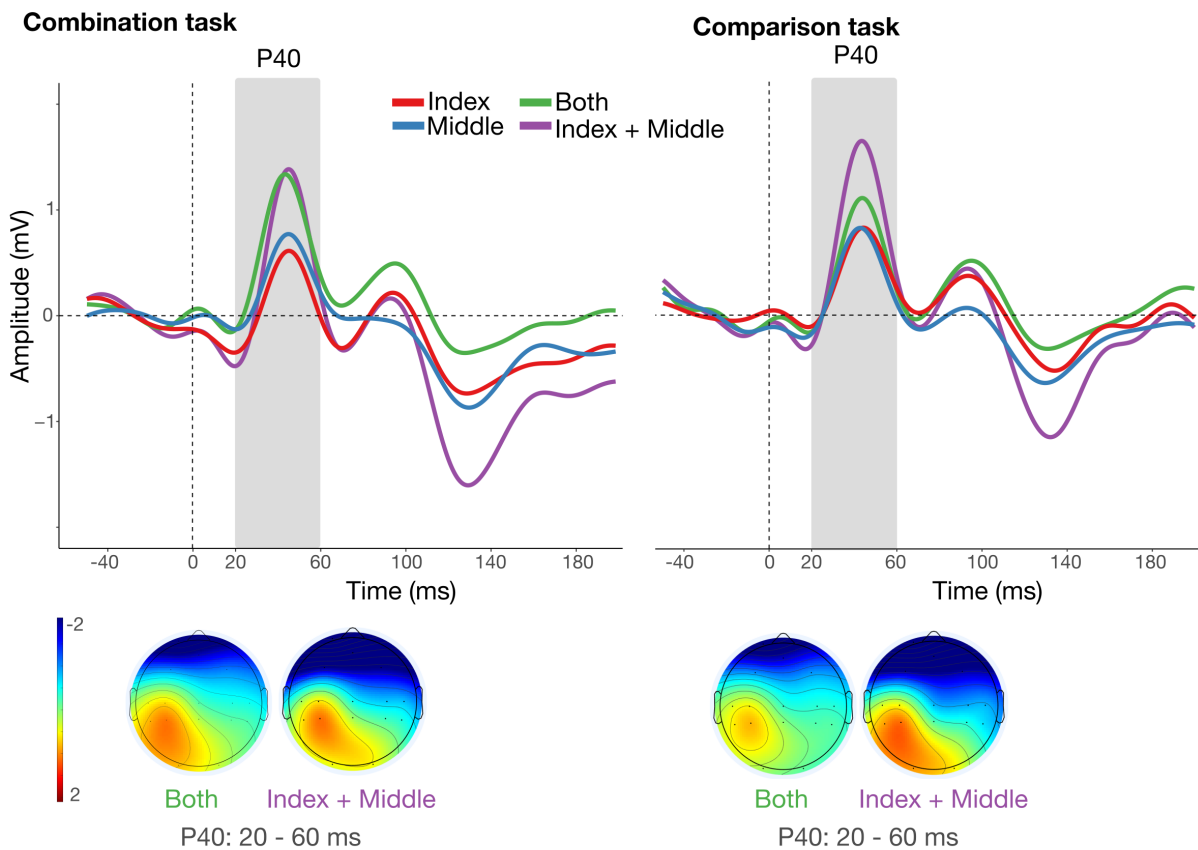 Combination task
P40
Comparison task
P40
Index
Both
Middle
Index + Middle
Amplitude (mV)
1
0
−1
-40
0
20
60
100
140
180
Time (ms)
-40
0
20
60
100
140
180
Time (ms)
-2
2
Both
Index + Middle
P40: 20 - 60 ms
Both
Index + Middle
P40: 20 - 60 ms